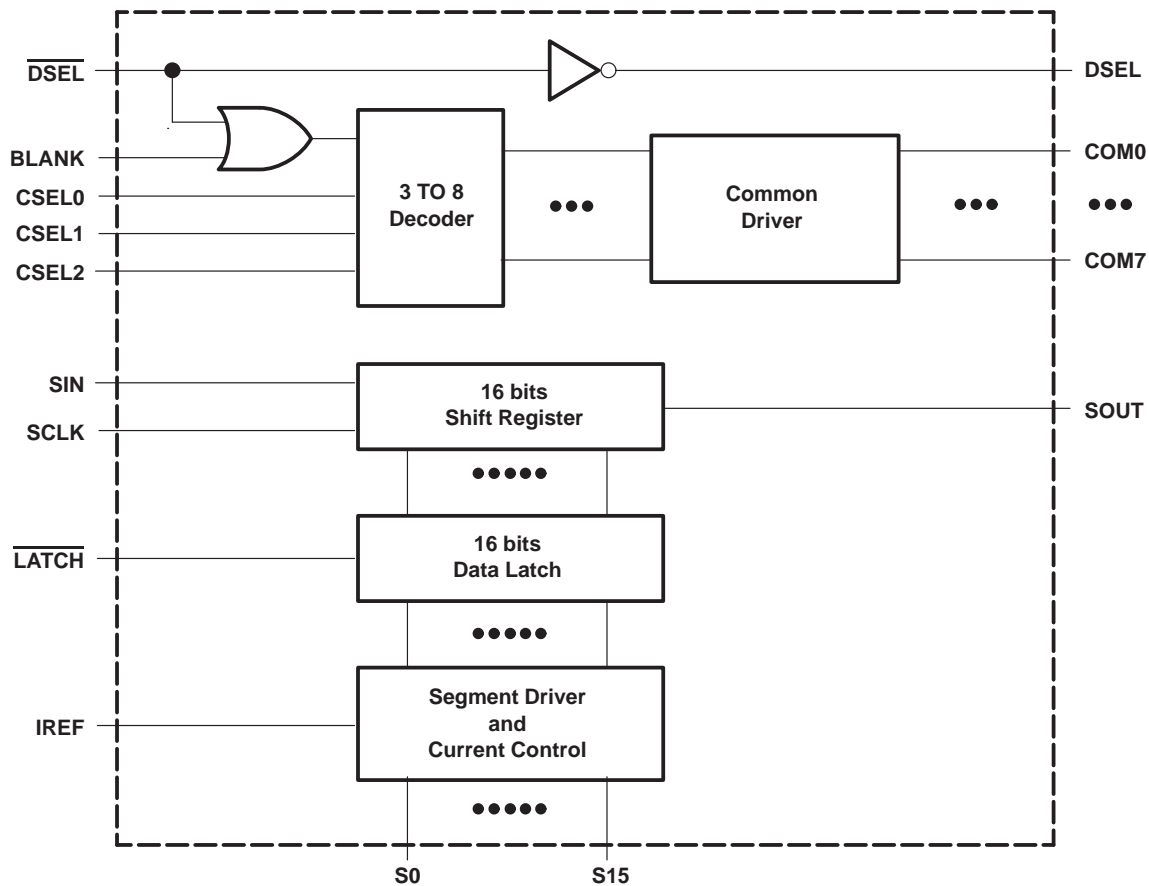 DSEL
DSEL
BLANK
COM0
CSEL0
3 TO 8
Decoder
Common
Driver
CSEL1
CSEL2
COM7
SIN
16 bits
Shift Register
SOUT
SCLK
LATCH
16 bits
Data Latch
IREF
Segment Driver
and
Current Control
S0
S15